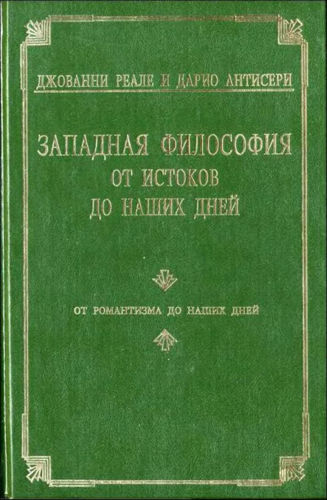 ДЖОВАННИ РЕАЛЕ И ДАРИО АНТИСЕРИ
ЗАПАДНАЯ ФИЛОСОФИЯ
ОТ ИСТОКОВ
ДО НАШИХ ДНЕЙ
ОТ РОМАНТИЗМА ДО НАШИХ ДНЕЙ